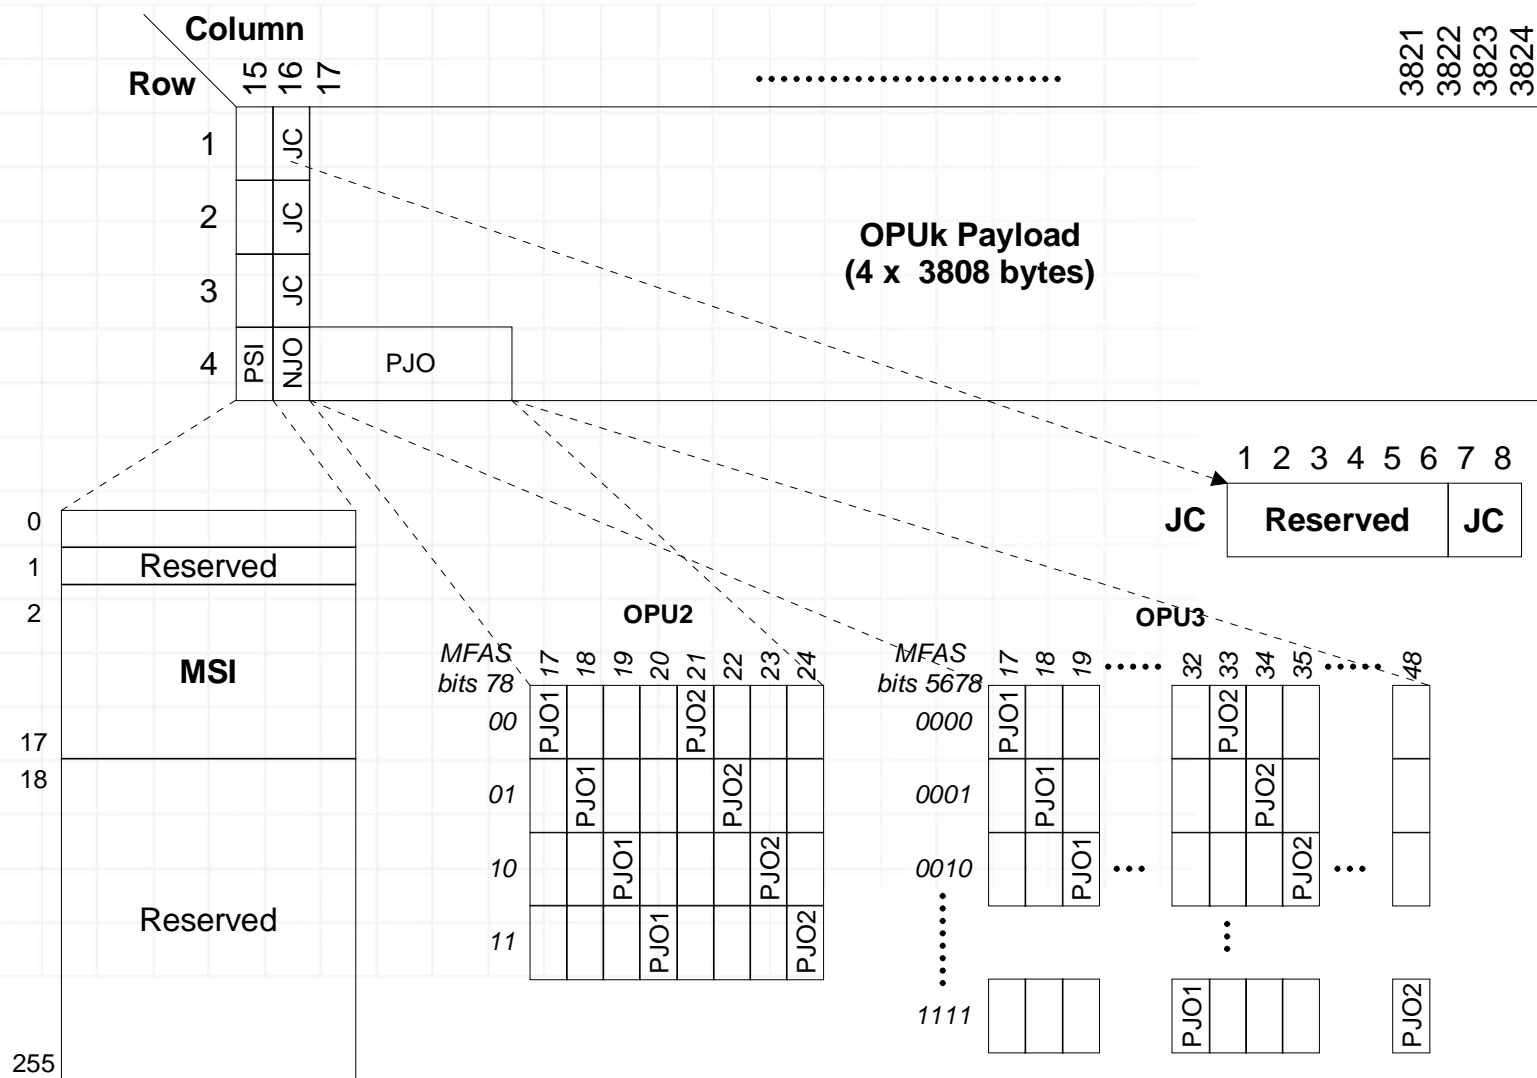 Column
Row
15 16 17 ........................... 3821 3822 3823 3824
1 JC
2 JC
3 JC
4 PSI NJO PJO
OPUk Payload
(4 x 3808 bytes)
1 2 3 4 5 6 7 8
JC Reserved JC
0
1 Reserved
2
MSI
17
18
Reserved
255
OPU2
MFAS
bits 78
17 18 19 20 21 22 23 24
00 PJO1 PJO2
01 PJO1 PJO2
10 PJO1 PJO2
11 PJO1 PJO2
OPU3
MFAS
bits 5678
17 18 19 ..... 32 33 34 35 ..... 48
0000 PJO1 PJO2
0001 PJO1 PJO2
0010 PJO1 ... PJO2 ...
1111 PJO1 PJO2